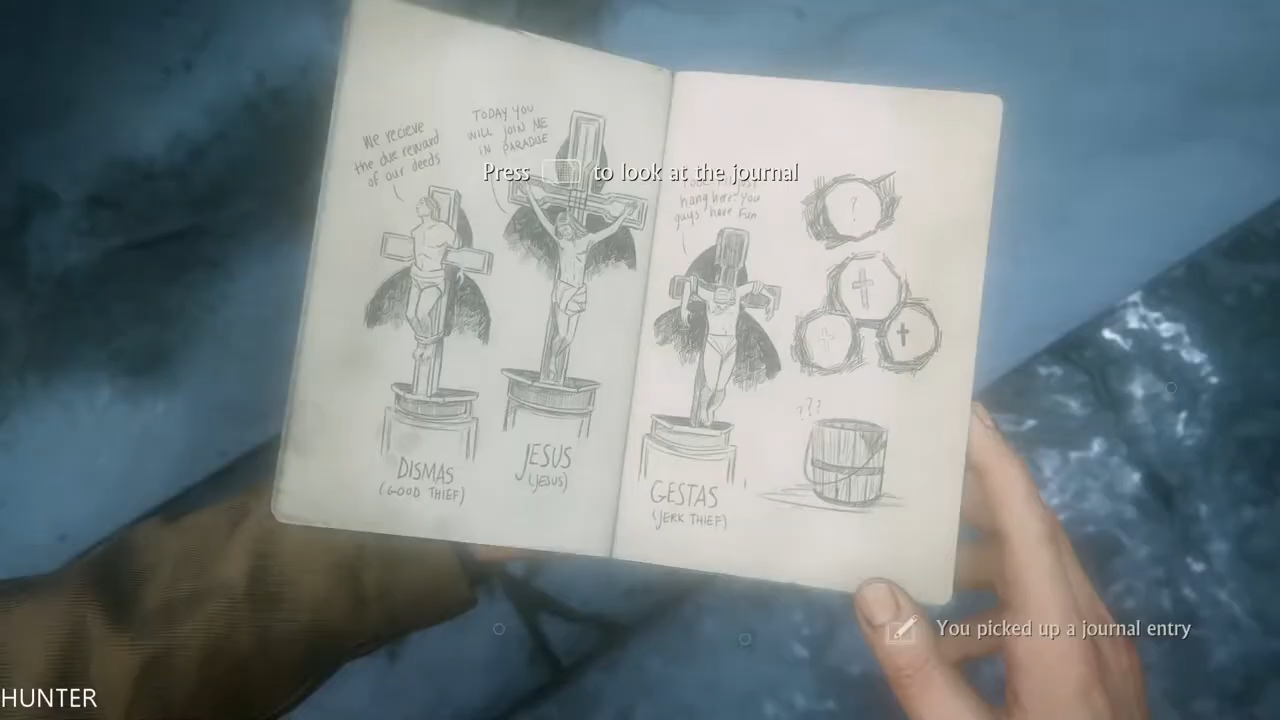 We recieve
the due reward
of our deeds
TODAY YOU
WILL JOIN ME
IN PARADISE
Press to look at the journal
hang here. you
guys have fun
?
???
DISMAS
(GOOD THIEF)
JESUS
(JESUS)
GESTAS
(JERK THIEF)
You picked up a journal entry
HUNTER